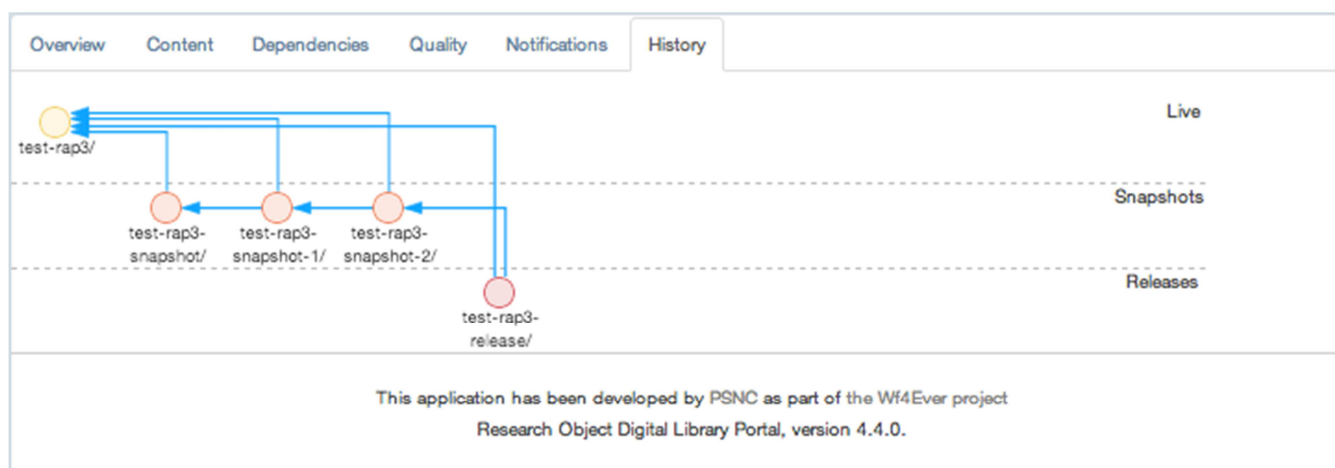 Overview Content Dependencies Quality Notifications History
Live
test-rap3/
Snapshots
test-rap3-
snapshot/
test-rap3-
snapshot-1/
test-rap3-
snapshot-2/
Releases
test-rap3-
release/
This application has been developed by PSNC as part of the Wf4Ever project
Research Object Digital Library Portal, version 4.4.0.